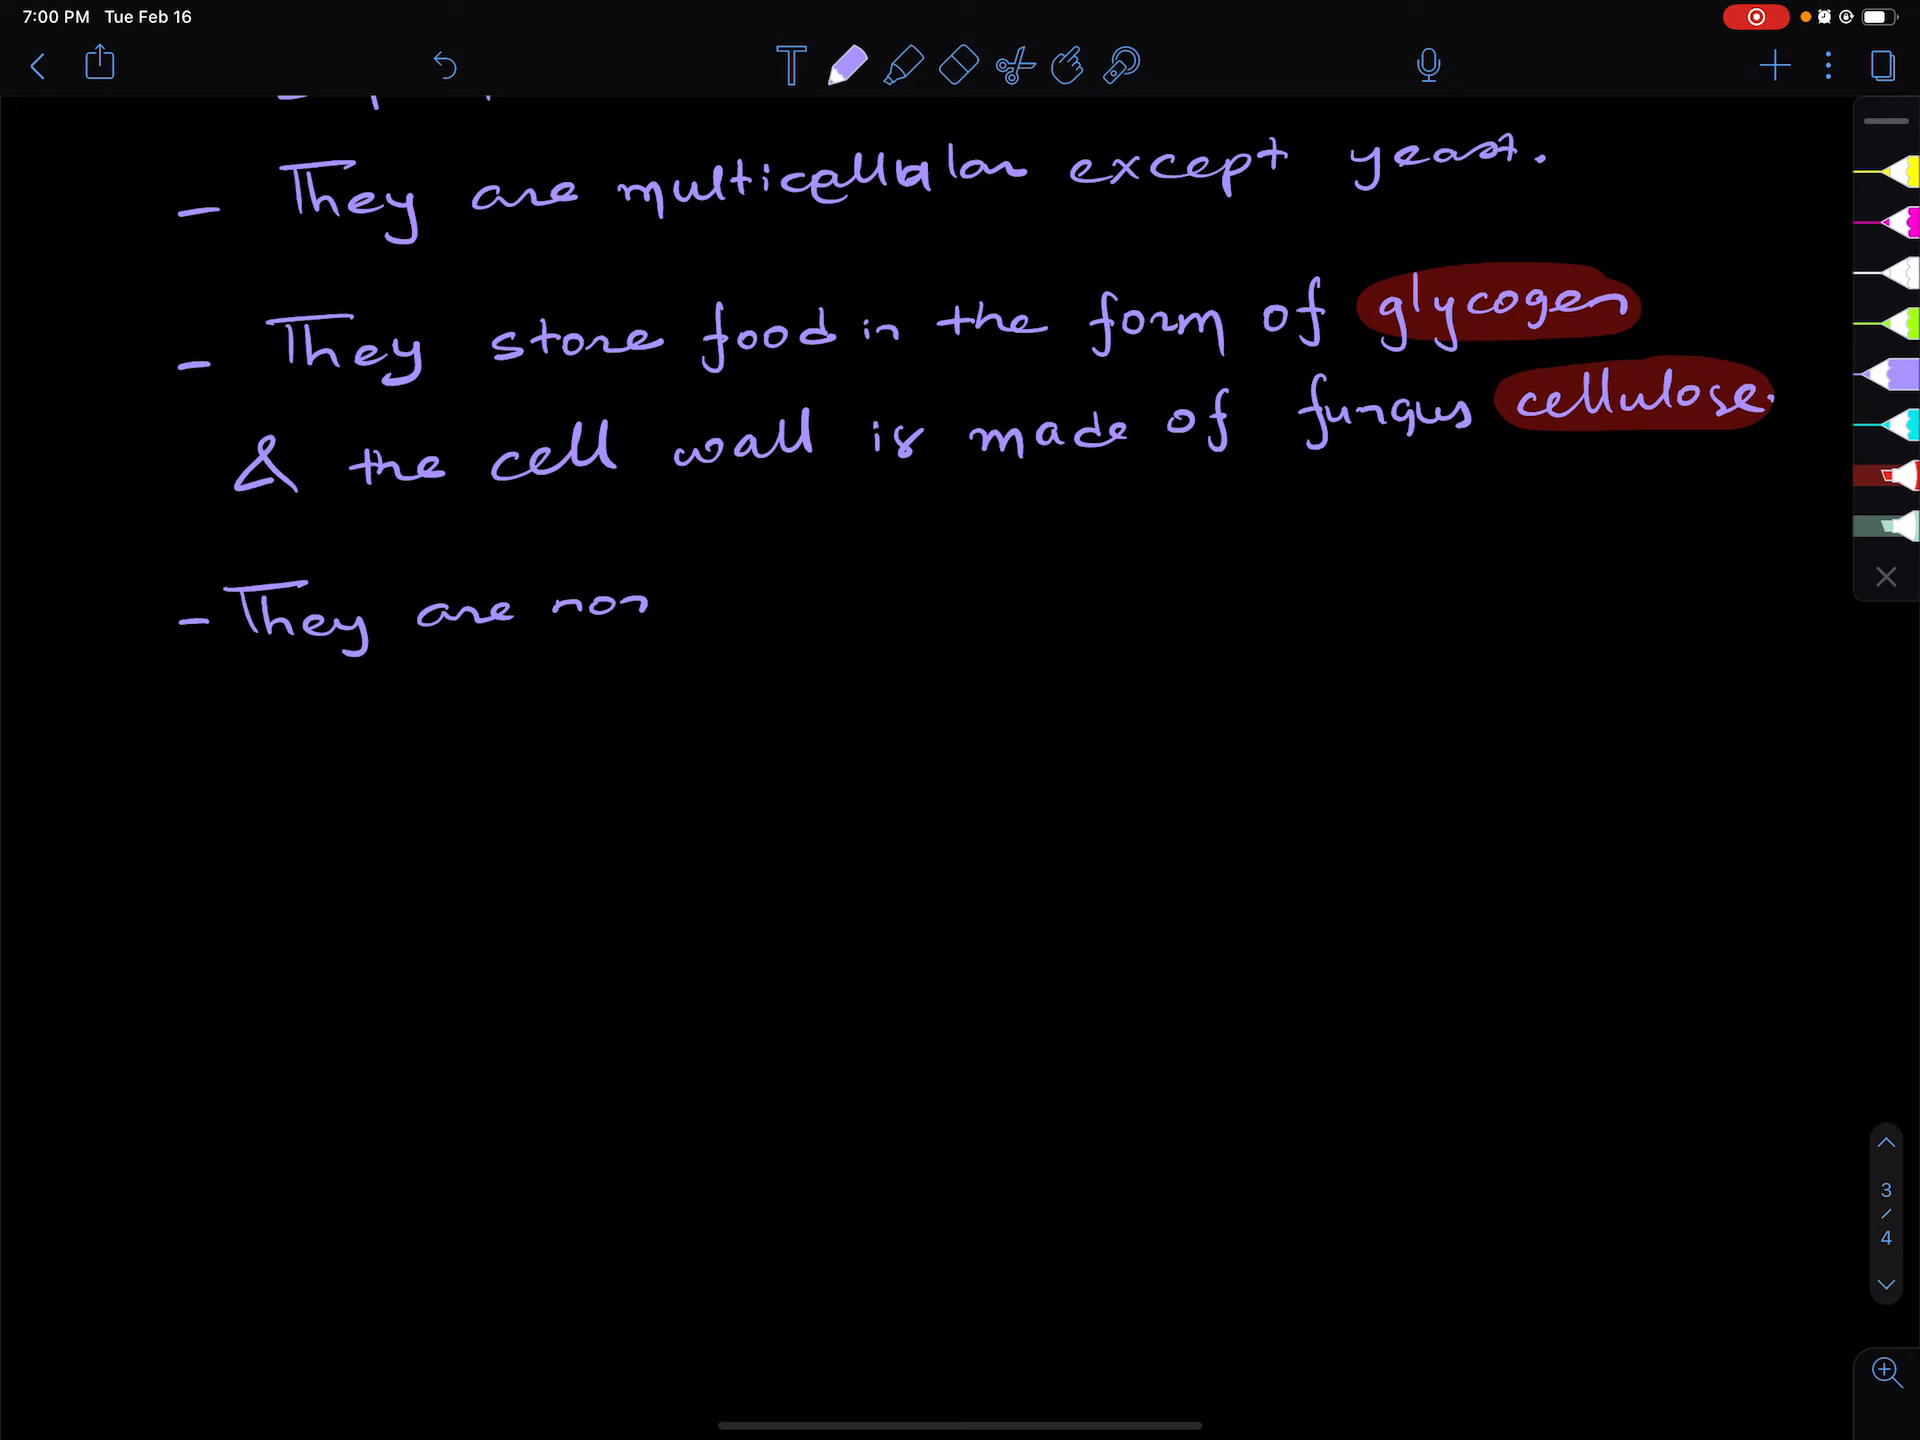 7:00 PM Tue Feb 16
- They are multicellular except yeast.
- They store food in the form of glycogen
& the cell wall is made of fungus cellulose.
- They are non
3
/
4